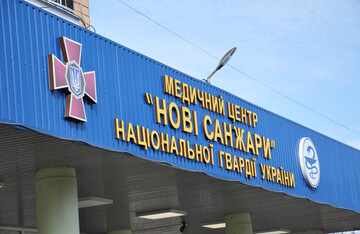 МЕДИЧНИЙ ЦЕНТР
"НОВІ САНЖАРИ"
НАЦІОНАЛЬНОЇ ГВАРДІЇ УКРАЇНИ